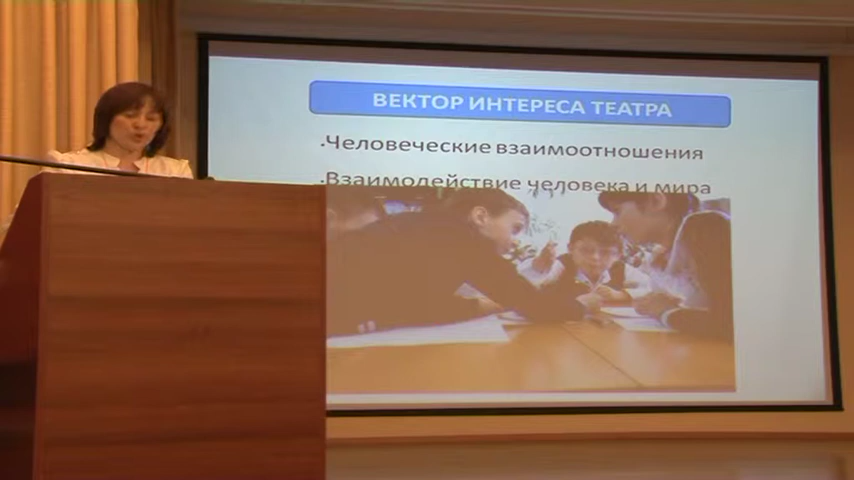 ВЕКТОР ИНТЕРЕСА ТЕАТРА
.Человеческие взаимоотношения
.Взаимодействие человека и мира